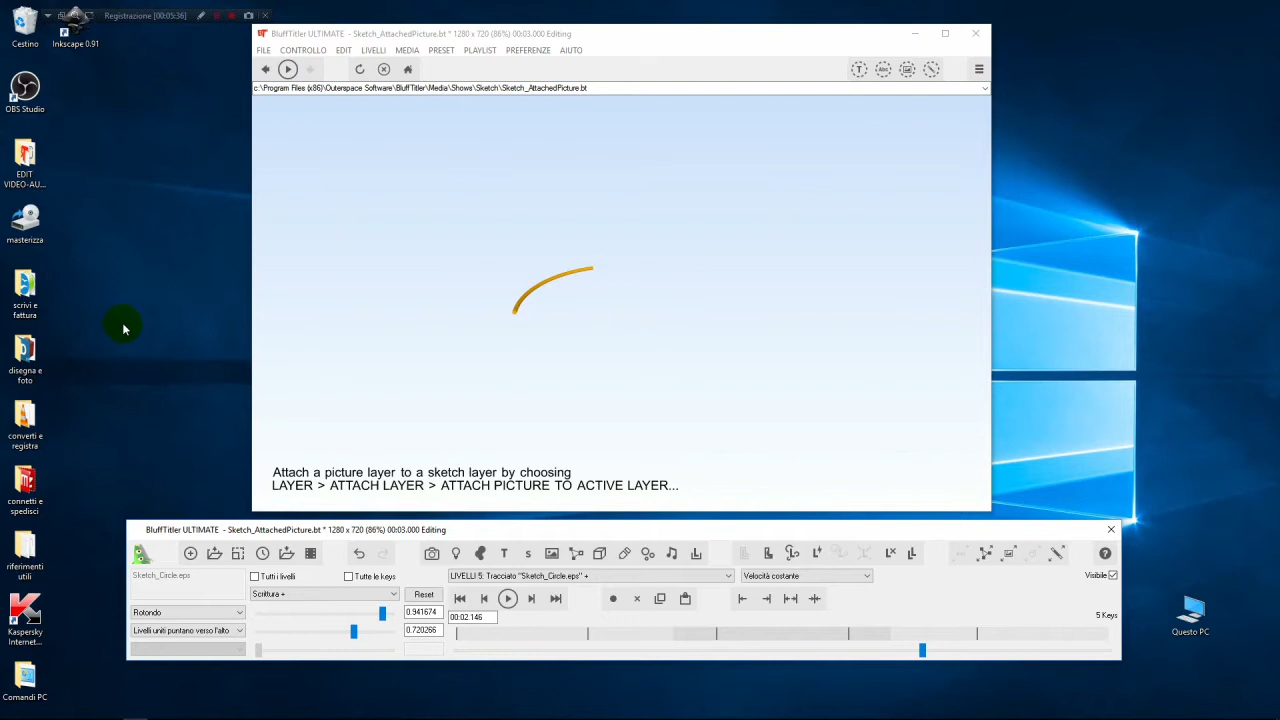 Registrazione [00:05:36]
Cestino
Inkscape 0.91
OBS Studio
EDIT
VIDEO-AU...
masterizza
scrivi e
fattura
disegna e
foto
converti e
registra
connetti e
spedisci
riferimenti
utili
Kaspersky
Internet...
Comandi PC
Questo PC
BluffTitler ULTIMATE - Sketch_AttachedPicture.bt * 1280 x 720 (86%) 00:03.000 Editing
FILE CONTROLLO EDIT LIVELLI MEDIA PRESET PLAYLIST PREFERENZE AIUTO
c:\Program Files (x86)\Outerspace Software\BluffTitler\Media\Shows\Sketch\Sketch_AttachedPicture.bt
Attach a picture layer to a sketch layer by choosing
LAYER > ATTACH LAYER > ATTACH PICTURE TO ACTIVE LAYER...
BluffTitler ULTIMATE - Sketch_AttachedPicture.bt * 1280 x 720 (86%) 00:03.000 Editing
Sketch_Circle.eps
Tutti i livelli
Tutte le keys
LIVELLI 5: Tracciato "Sketch_Circle.eps" +
Velocità costante
Visibile
Scrittura +
Reset
Rotondo
0.941674
00:02.146
5 Keys
Livelli uniti puntano verso l'alto
0.720266